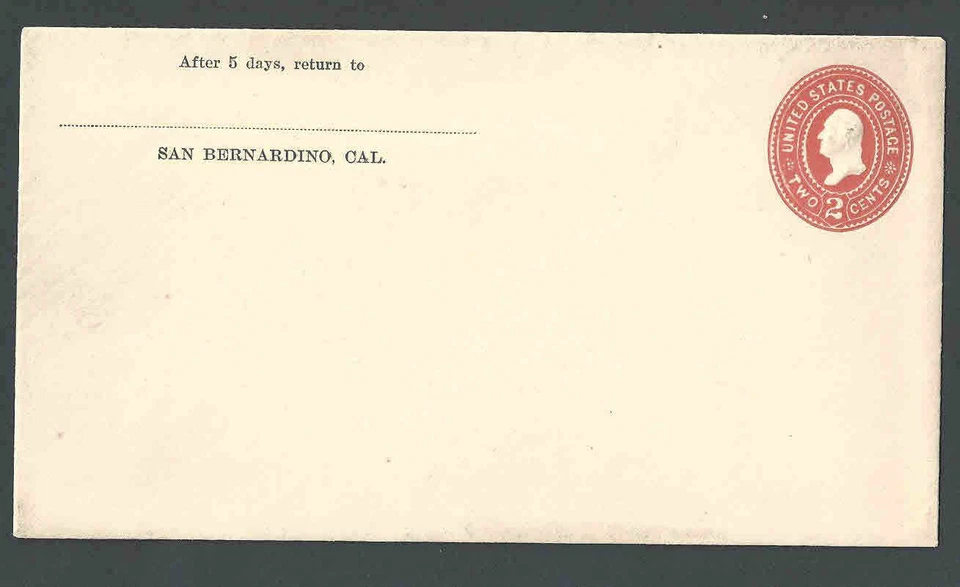 After 5 days, return to
SAN BERNARDINO, CAL.
UNITED STATES POSTAGE
TWO 2 CENTS